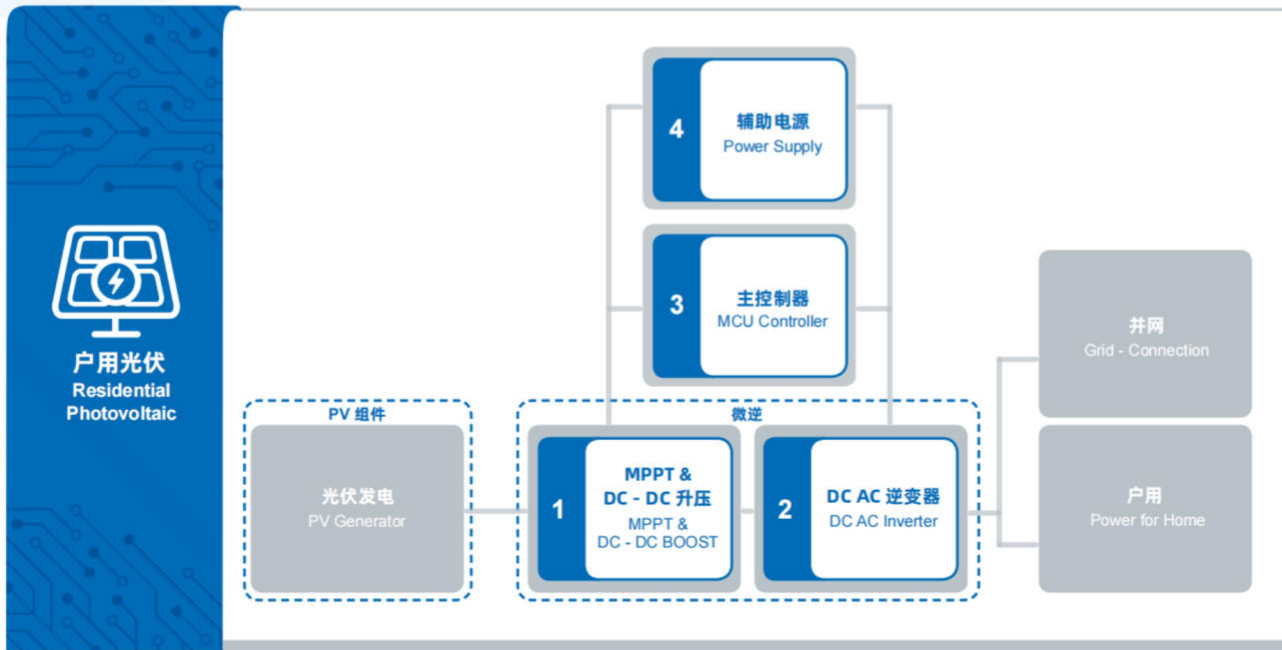 户用光伏
Residential
Photovoltaic
4
辅助电源
Power Supply
3
主控制器
MCU Controller
PV 组件
光伏发电
PV Generator
微逆
1
MPPT &
DC - DC 升压
MPPT &
DC - DC BOOST
2
DC AC 逆变器
DC AC Inverter
并网
Grid - Connection
户用
Power for Home